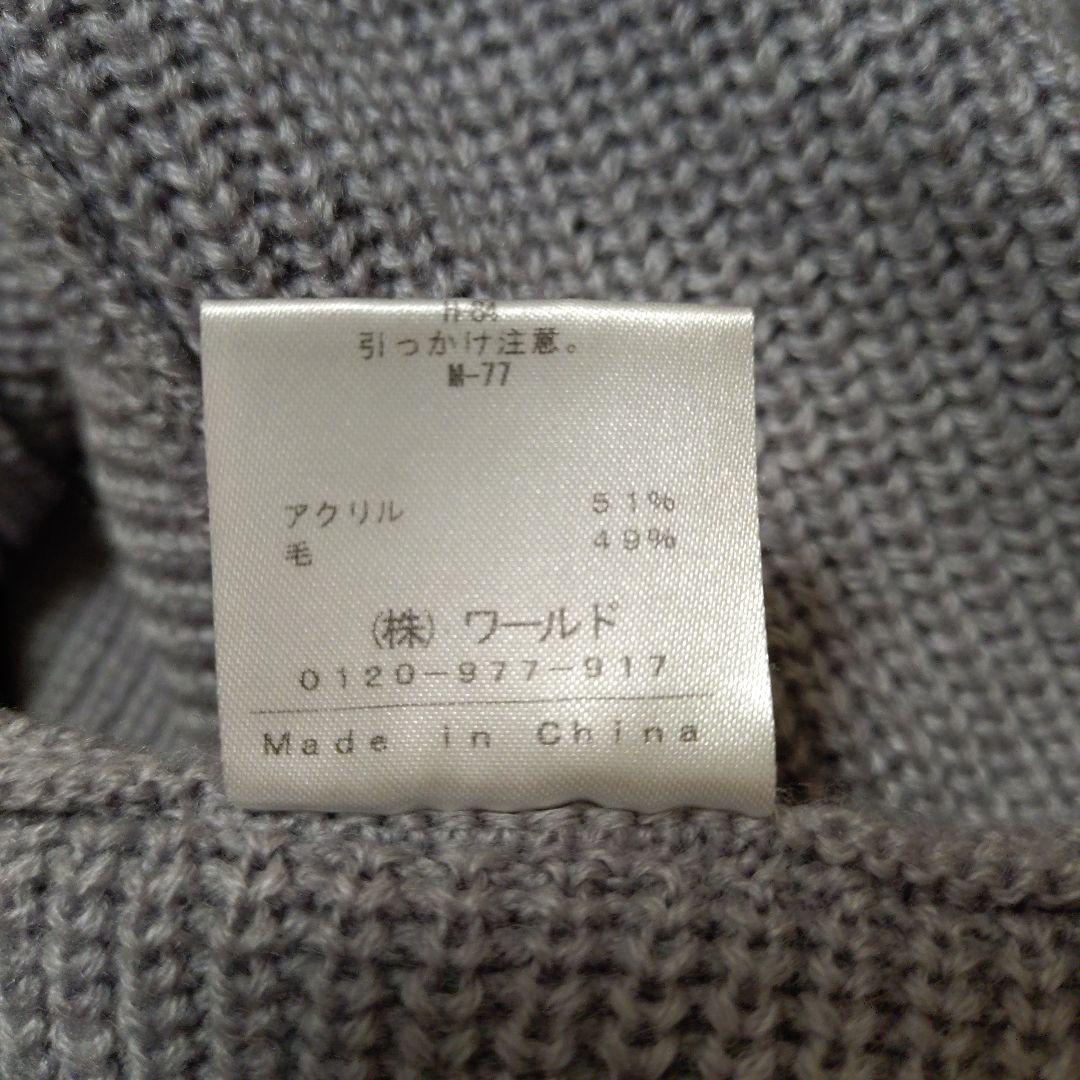 引っかけ注意。
M-77
アクリル 51%
毛 49%
(株) ワールド
0120-977-917
Made in China